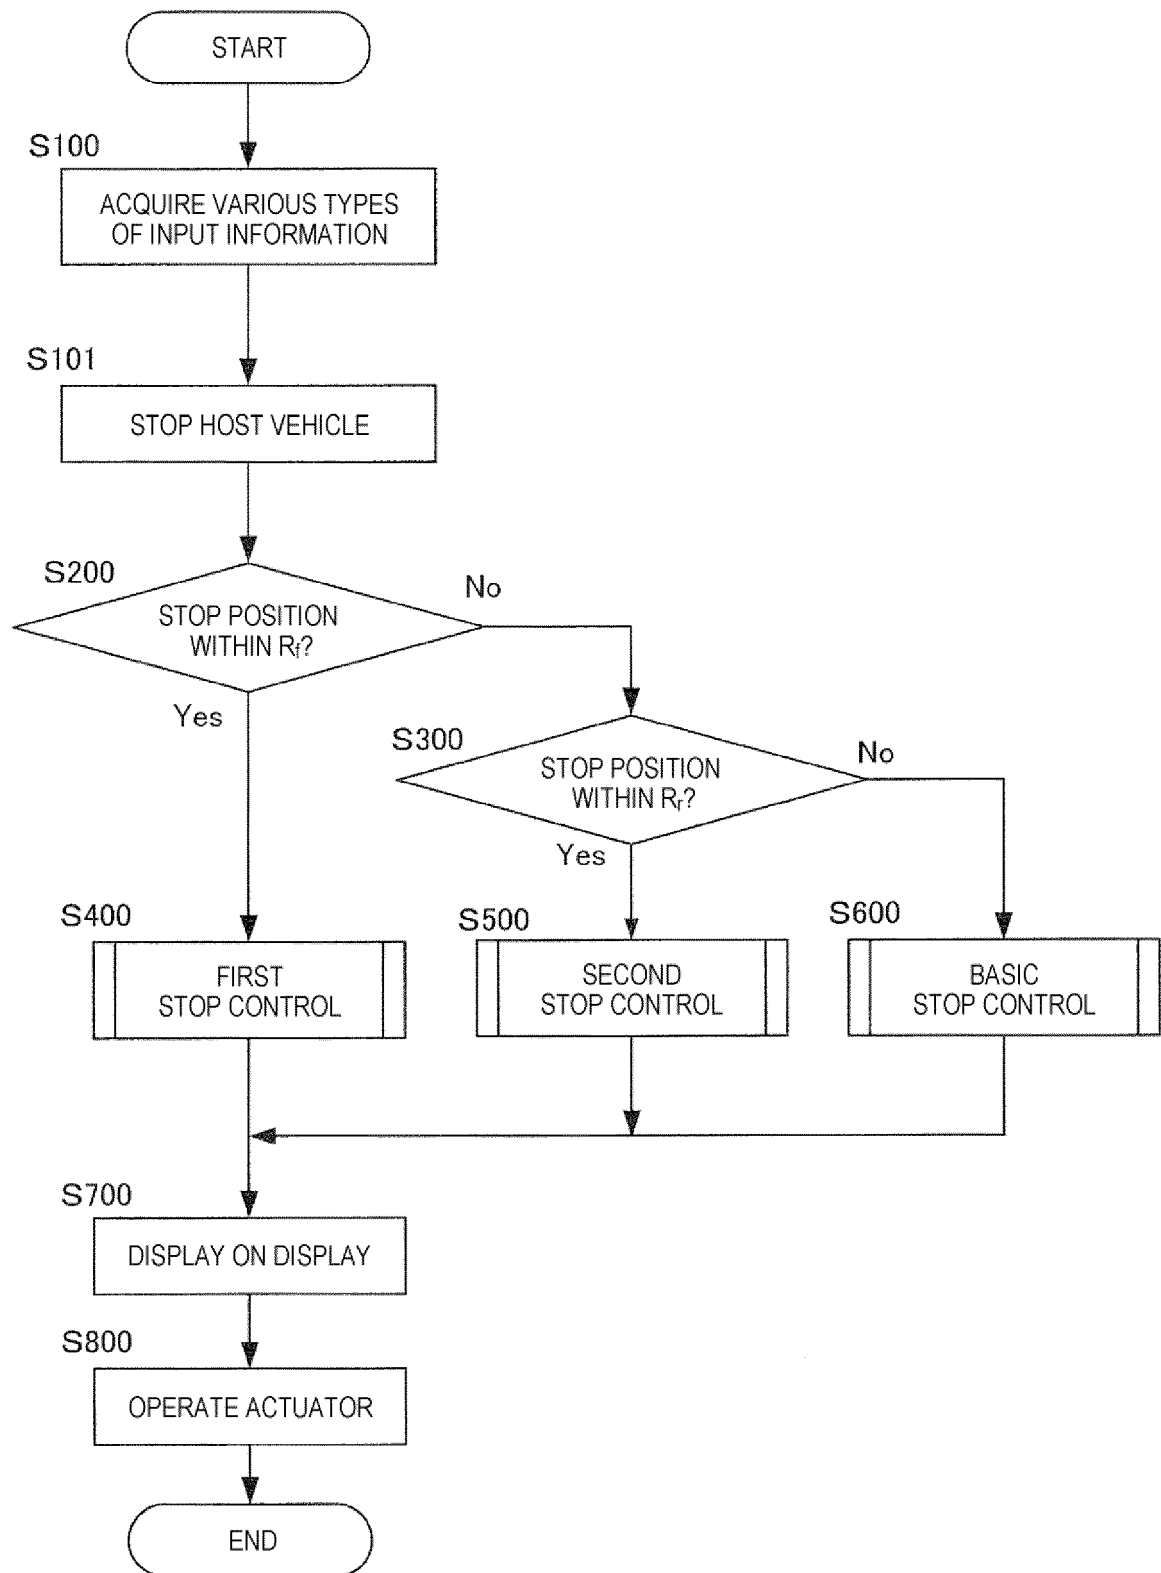 START
S100
ACQUIRE VARIOUS TYPES
OF INPUT INFORMATION
S101
STOP HOST VEHICLE
S200
No
STOP POSITION
WITHIN Rf?
Yes
S300
No
STOP POSITION
WITHIN Rr?
Yes
S400
FIRST
STOP CONTROL
S500
SECOND
STOP CONTROL
S600
BASIC
STOP CONTROL
S700
DISPLAY ON DISPLAY
S800
OPERATE ACTUATOR
END